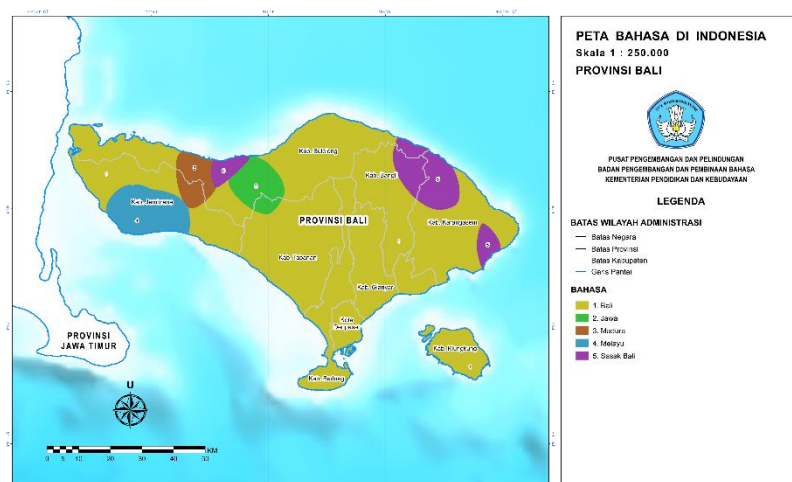 PETA BAHASA DI INDONESIA
Skala 1 : 250.000
PROVINSI BALI
PUSAT PENGEMBANGAN DAN PELINDUNGAN
BADAN PENGEMBANGAN DAN PEMBINAAN BAHASA
KEMENTERIAN PENDIDIKAN DAN KEBUDAYAAN
LEGENDA
BATAS WILAYAH ADMINISTRASI
Batas Negara
Batas Provinsi
Batas Kabupaten
Garis Pantai
BAHASA
1. Bali
2. Jawa
3. Madura
4. Melayu
5. Sasak Bali
Kab. Buleleng
Kab. Bangli
Kab. Jembrana
4
5
5
Kab. Karangasem
PROVINSI BALI
Kab. Tabanan
Kab. Gianyar
Kota
Denpasar
Kab. Klungkung
Kab. Badung
PROVINSI
JAWA TIMUR
U
0 5 10 20 30 40 50
KM